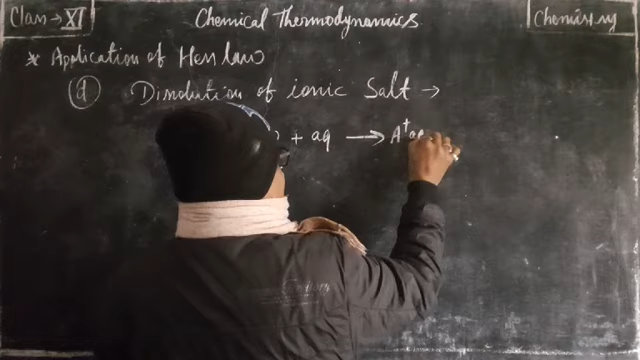 Class → XI
Chemical Thermodynamics
Chemistry
* Application of Hess law
(d) Dissolution of ionic Salt →
+ aq → A⁺aq